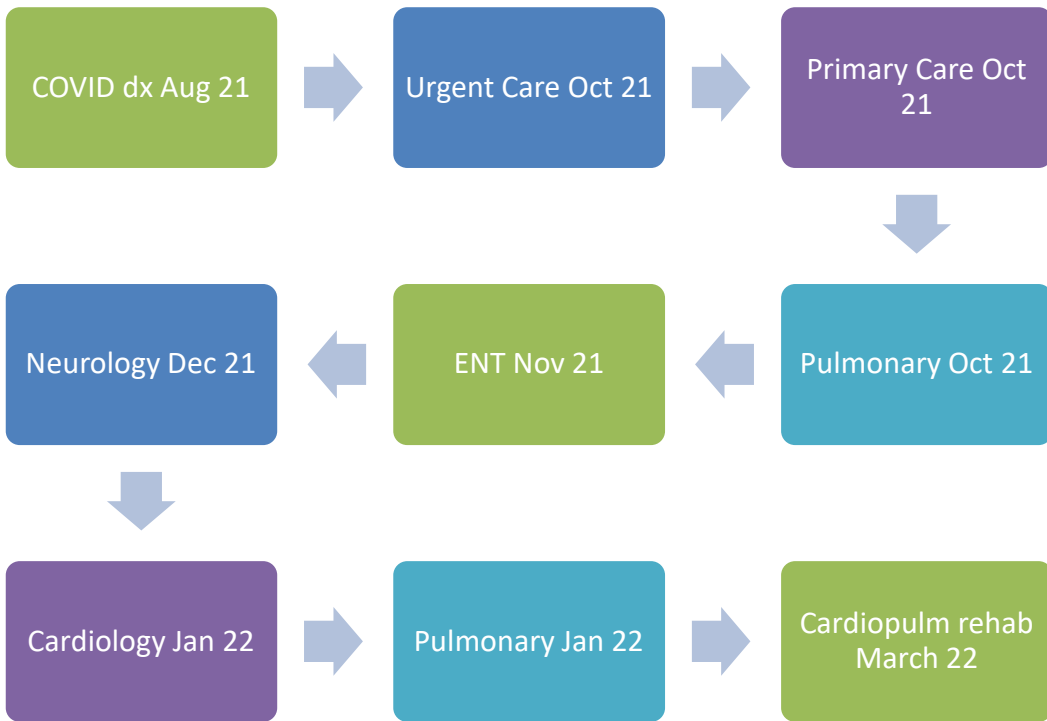 COVID dx Aug 21
Urgent Care Oct 21
Primary Care Oct
21
Pulmonary Oct 21
ENT Nov 21
Neurology Dec 21
Cardiology Jan 22
Pulmonary Jan 22
Cardiopulm rehab
March 22